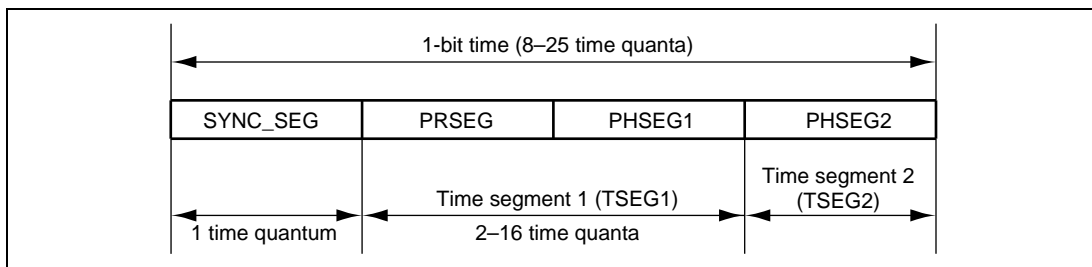 1-bit time (8–25 time quanta)
SYNC_SEG PRSEG PHSEG1 PHSEG2
Time segment 1 (TSEG1)
Time segment 2
(TSEG2)
1 time quantum
2–16 time quanta